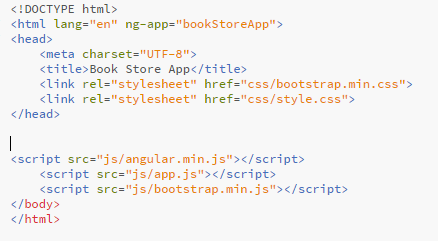 <!DOCTYPE html>
<html lang="en" ng-app="bookStoreApp">
<head>
    <meta charset="UTF-8">
    <title>Book Store App</title>
    <link rel="stylesheet" href="css/bootstrap.min.css">
    <link rel="stylesheet" href="css/style.css">
</head>
<script src="js/angular.min.js"></script>
    <script src="js/app.js"></script>
    <script src="js/bootstrap.min.js"></script>
</body>
</html>